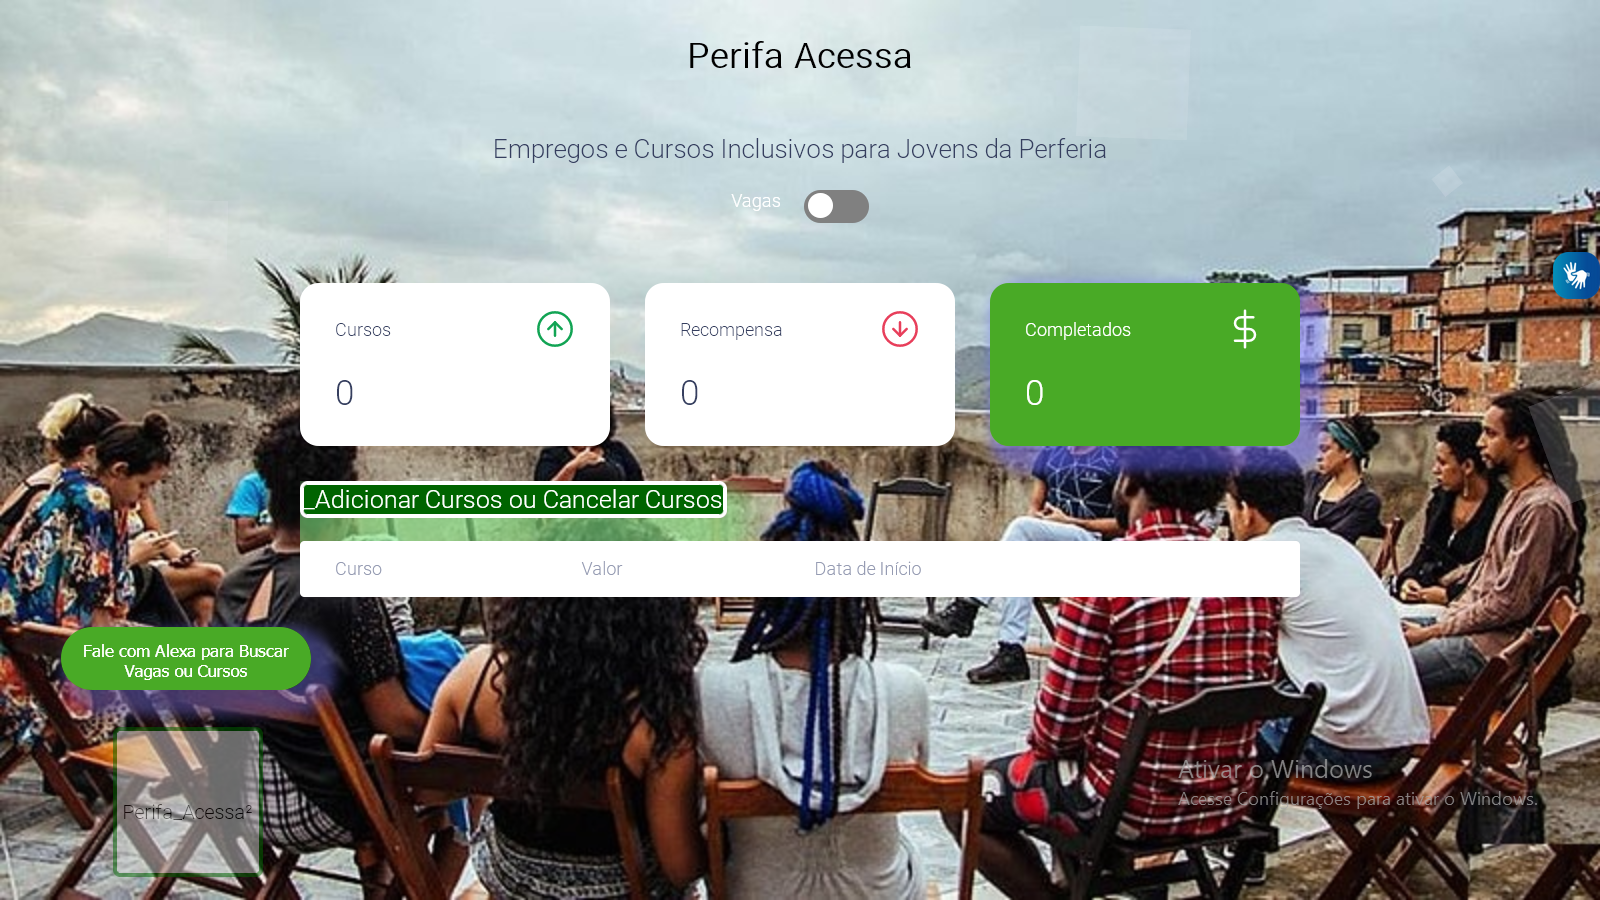 Perifa Acessa
Empregos e Cursos Inclusivos para Jovens da Perferia
Vagas
Cursos
0
Recompensa
0
Completados
$
0
_Adicionar Cursos ou Cancelar Cursos
Curso Valor Data de Início
Fale com Alexa para Buscar
Vagas ou Cursos
Perifa_Acessa²
Ativar o Windows
Acesse Configurações para ativar o Windows.